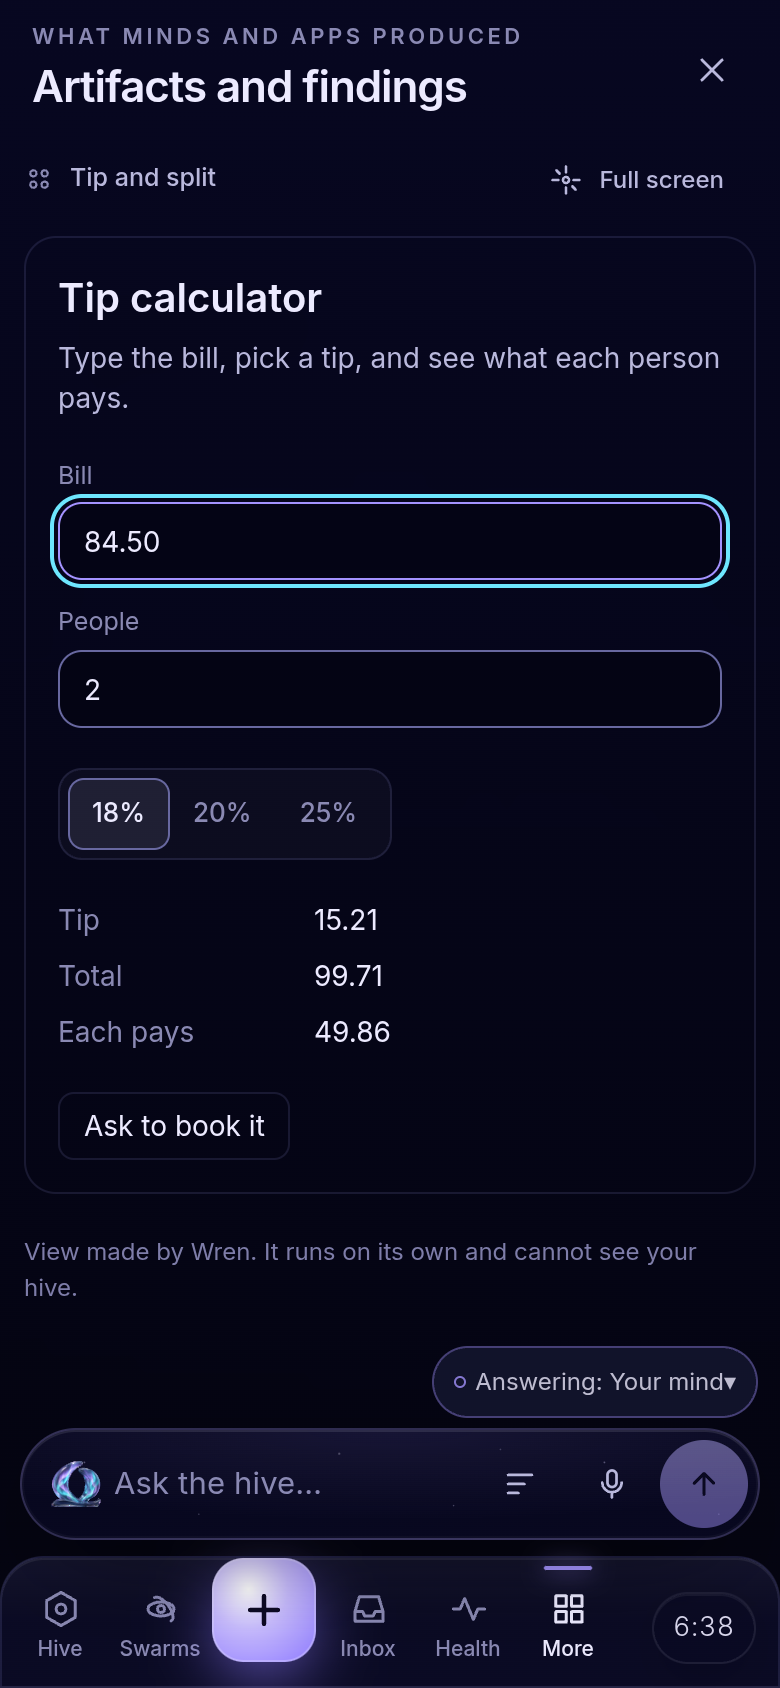 WHAT MINDS AND APPS PRODUCED
Artifacts and findings
Tip and split
Full screen
Tip calculator
Type the bill, pick a tip, and see what each person
pays.
Bill
84.50
People
2
18% 20% 25%
Tip 15.21
Total 99.71
Each pays 49.86
Ask to book it
View made by Wren. It runs on its own and cannot see your
hive.
Answering: Your mind▾
Ask the hive...
Hive Swarms Inbox Health More 6:38